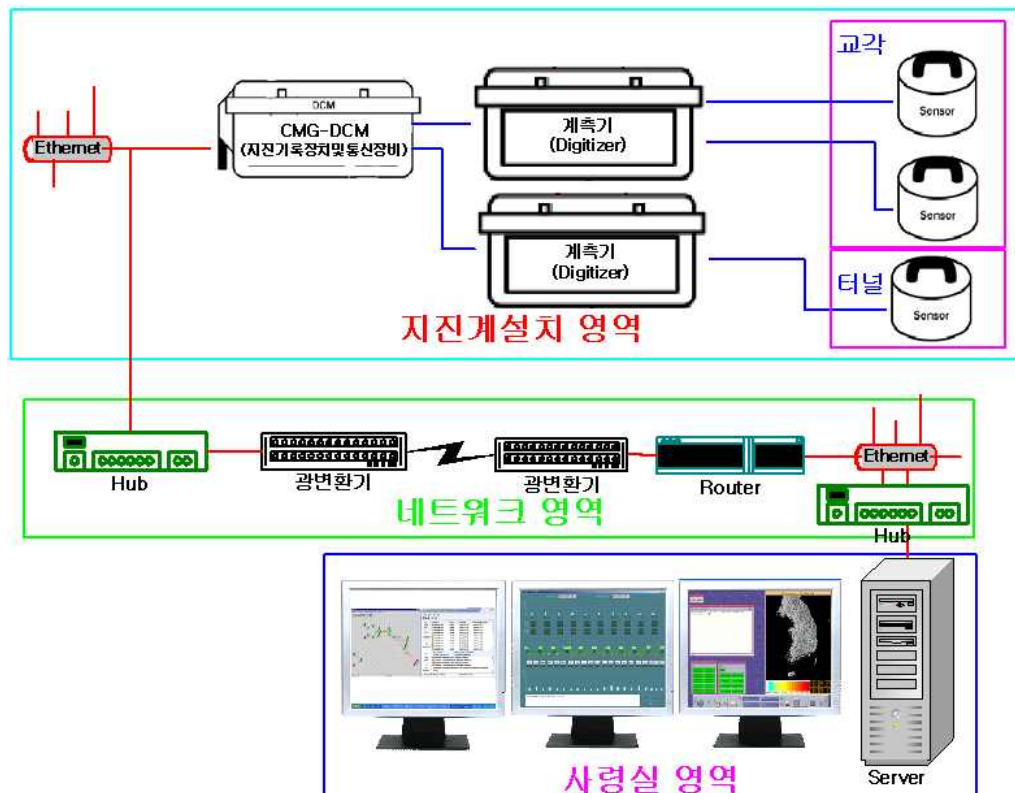 교각
Sensor
Sensor
터널
Sensor
DCM
CMG-DCM
(지진기록장치및통신장비)
계측기
(Digitizer)
계측기
(Digitizer)
Ethernet
지진계설치 영역
Hub
광변환기
광변환기
Router
Ethernet
Hub
네트워크 영역
Server
사령실 영역